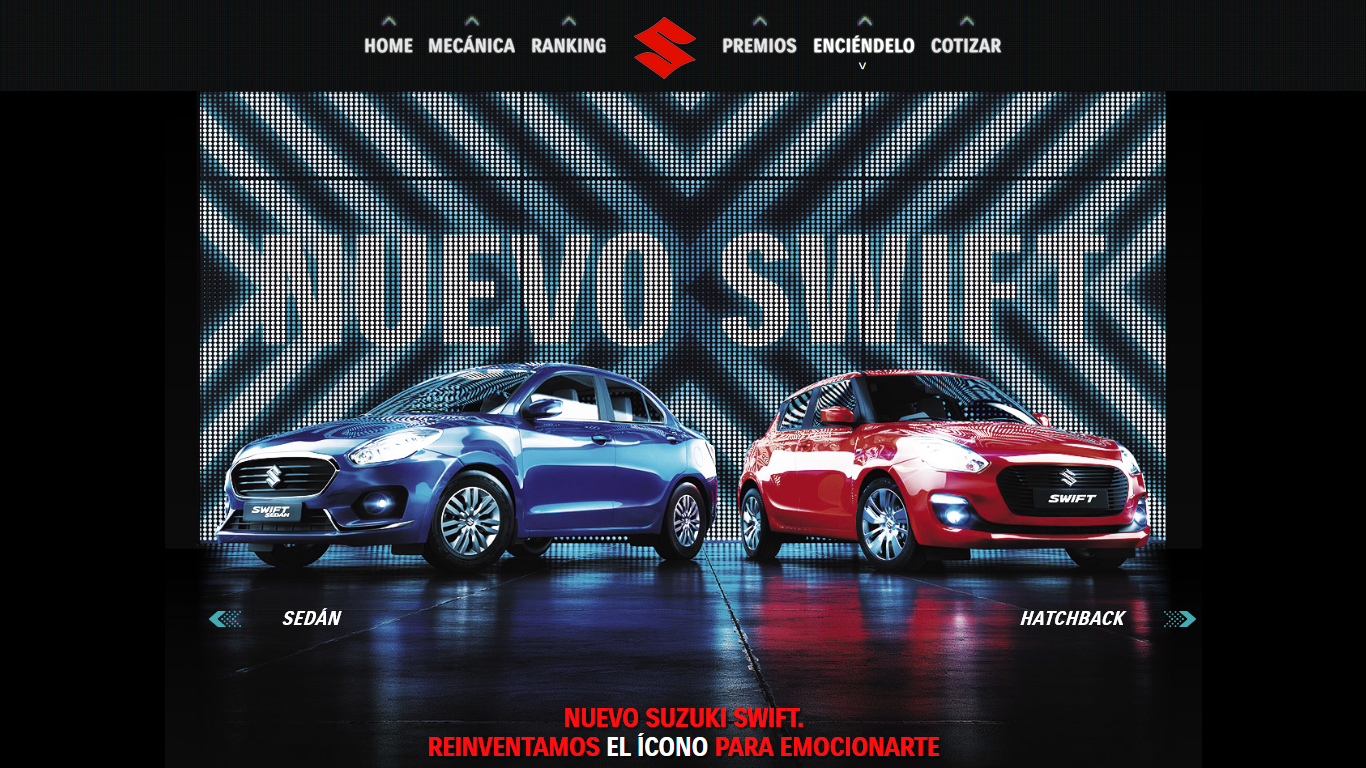 HOME MECÁNICA RANKING PREMIOS ENCIÉNDELO COTIZAR
NUEVO SWIFT
SWIFT
SEDÁN
SWIFT
SEDÁN HATCHBACK
NUEVO SUZUKI SWIFT.
REINVENTAMOS EL ÍCONO PARA EMOCIONARTE